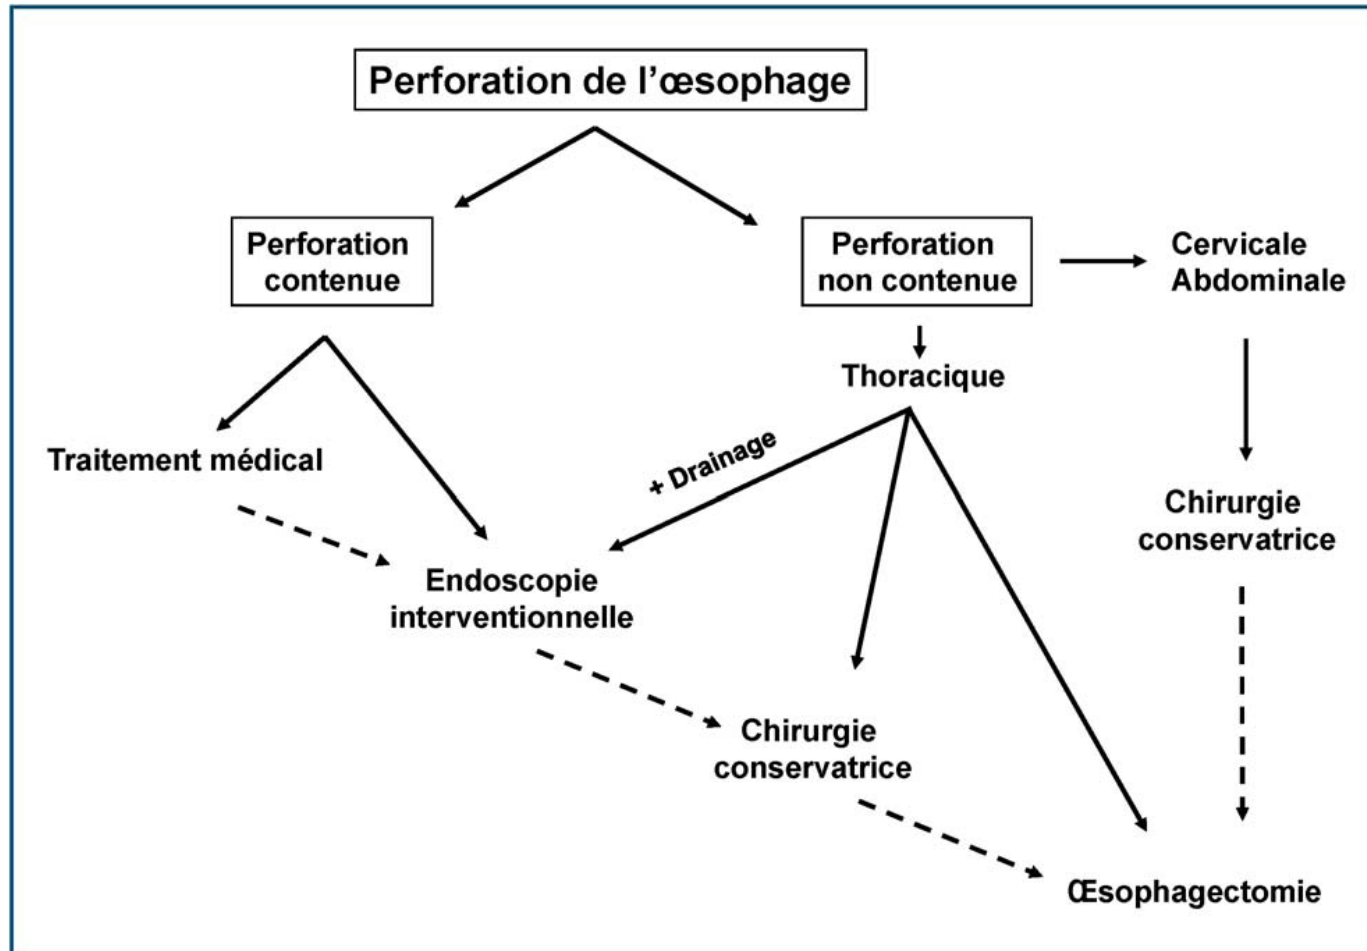 Perforation de l’œsophage
Perforation
contenue
Perforation
non contenue
Cervicale
Abdominale
Thoracique
Traitement médical
+ Drainage
Chirurgie
conservatrice
Endoscopie
interventionnelle
Chirurgie
conservatrice
Œsophagectomie